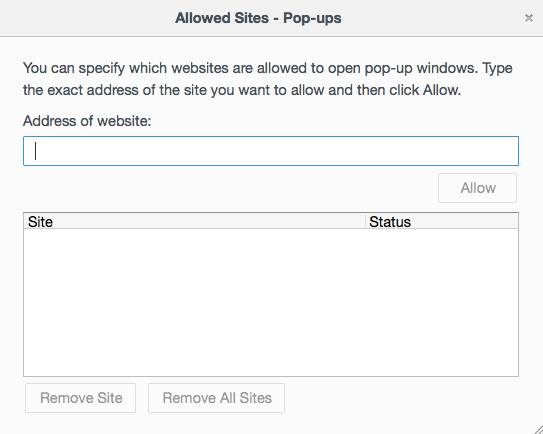 Allowed Sites - Pop-ups
You can specify which websites are allowed to open pop-up windows. Type
the exact address of the site you want to allow and then click Allow.
Address of website:
Allow
Site Status
Remove Site Remove All Sites